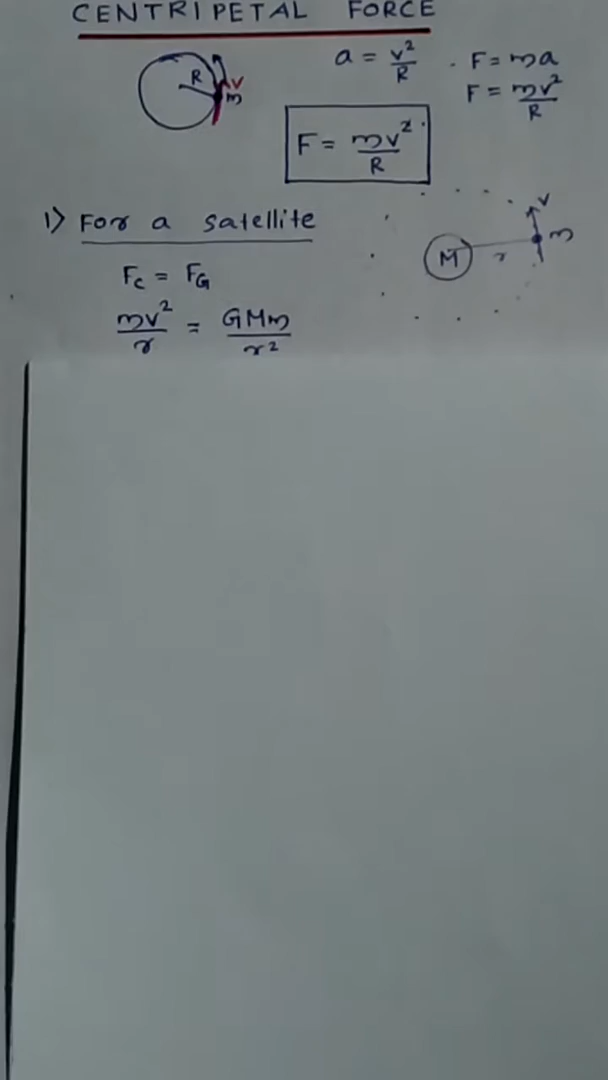 CENTRIPETAL FORCE
R v m
a = v²/R . F = ma
F = mv²/R
F = mv²/R
1) For a satellite
M r m v
Fc = FG
mv²/r = GMm/r²